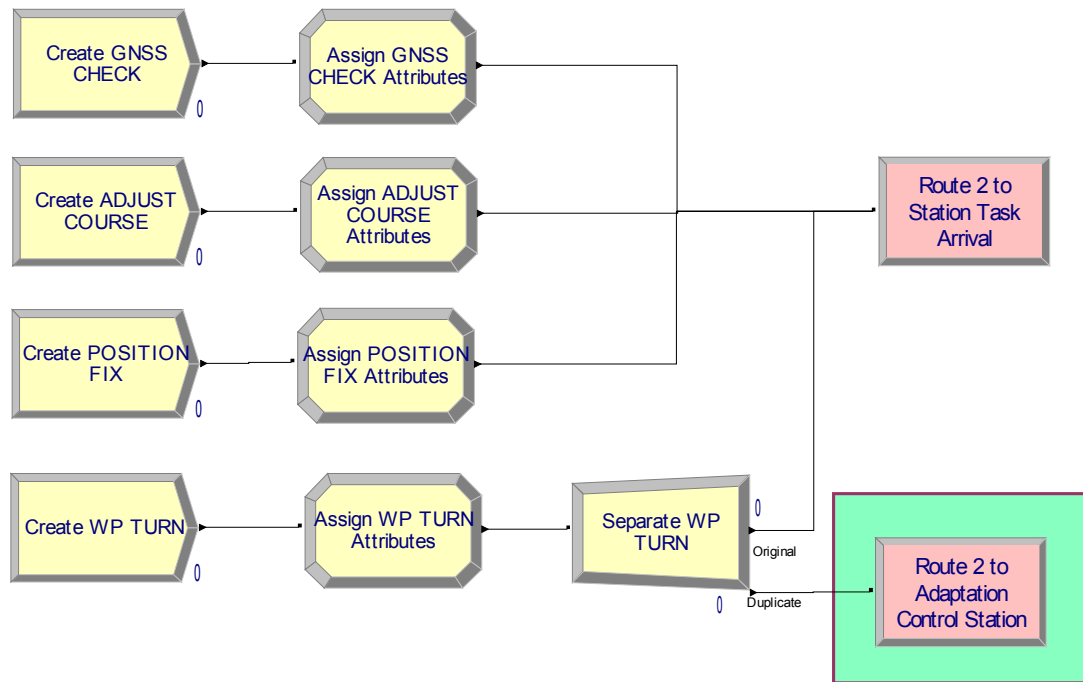 Create GNSS
CHECK
0
Assign GNSS
CHECK Attributes
Create ADJUST
COURSE
0
Assign ADJUST
COURSE
Attributes
Route 2 to
Station Task
Arrival
Create POSITION
FIX
0
Assign POSITION
FIX Attributes
Create WP TURN
0
Assign WP TURN
Attributes
Separate WP
TURN
0
Original
0
Duplicate
Route 2 to
Adaptation
Control Station